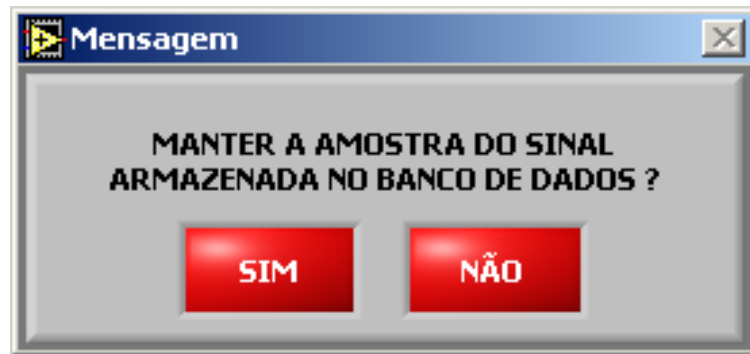 Mensagem
MANTER A AMOSTRA DO SINAL
ARMAZENADA NO BANCO DE DADOS ?
SIM NÃO